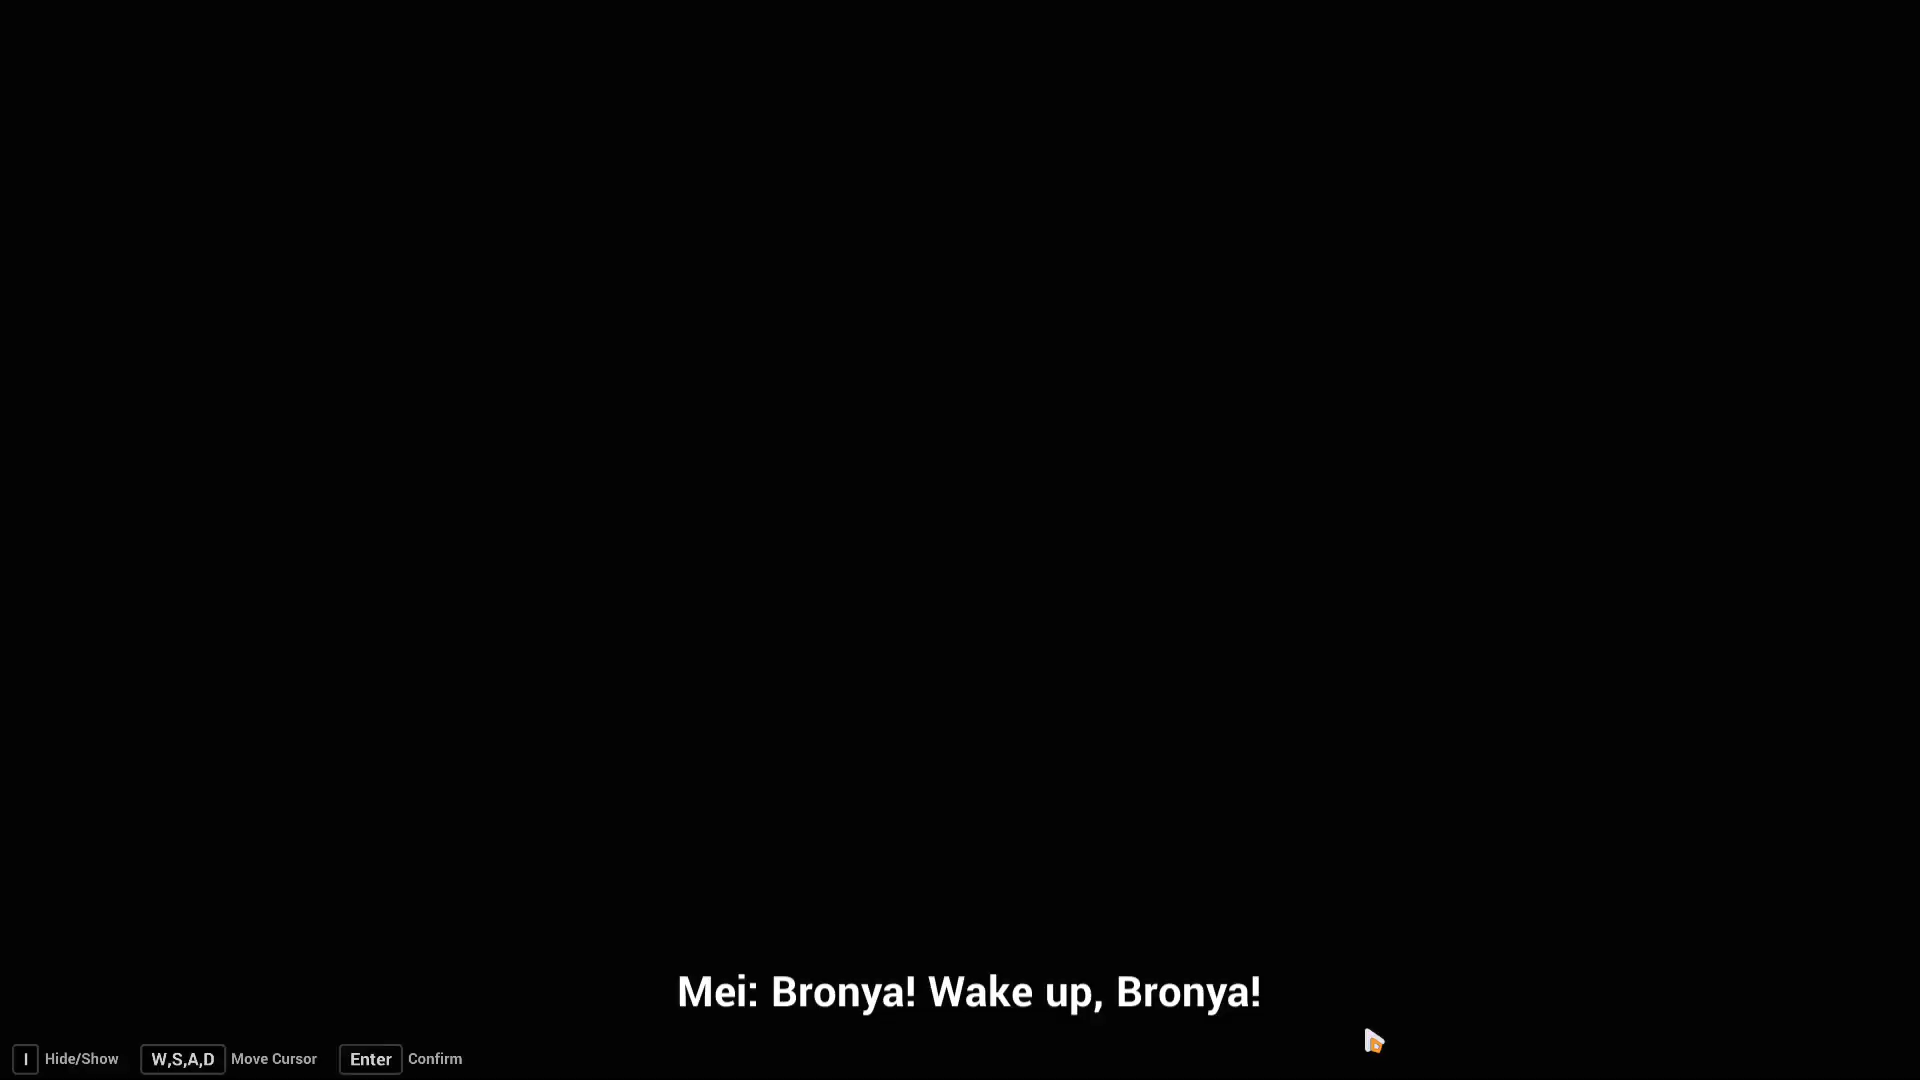 Mei: Bronya! Wake up, Bronya!
I Hide/Show W,S,A,D Move Cursor Enter Confirm